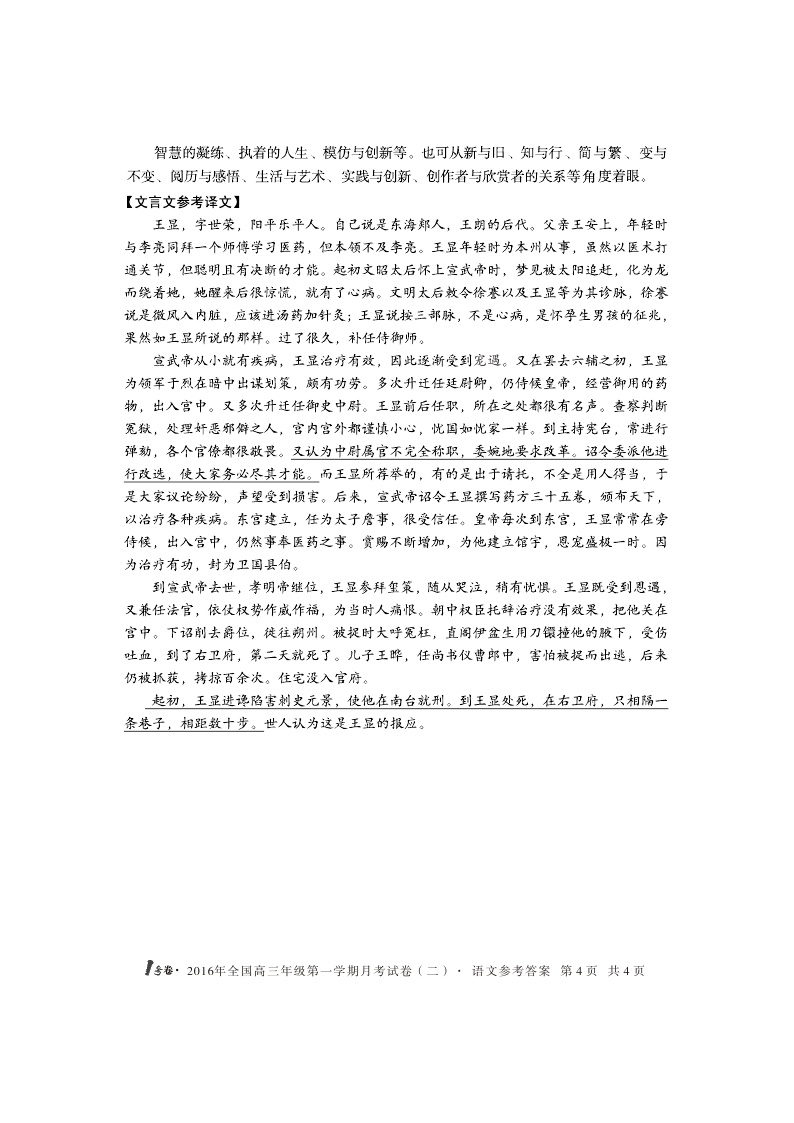 智慧的凝练、执着的人生、模仿与创新等。也可从新与旧、知与行、简与繁、变与
不变、阅历与感悟、生活与艺术、实践与创新、创作者与欣赏者的关系等角度着眼。
【文言文参考译文】
王显，字世荣，阳平乐平人。自己说是东海郯人，王朗的后代。父亲王安上，年轻时
与李亮同拜一个师傅学习医药，但本领不及李亮。王显年轻时为本州从事，虽然以医术打
通关节，但聪明且有决断的才能。起初文昭太后怀上宣武帝时，梦见被太阳追赶，化为龙
而绕着她，她醒来后很惊慌，就有了心病。文明太后敕令徐謇以及王显等为其诊脉，徐謇
说是微风入内脏，应该进汤药加针灸；王显说按三部脉，不是心病，是怀孕生男孩的征兆，
果然如王显所说的那样。过了很久，补任侍御师。
宣武帝从小就有疾病，王显治疗有效，因此逐渐受到宠遇。又在罢去六辅之初，王显
为领军于烈在暗中出谋划策，颇有功劳。多次升迁任廷尉卿，仍侍候皇帝，经营御用的药
物，出入宫中。又多次升迁任御史中尉。王显前后任职，所在之处都很有名声。查察判断
冤狱，处理奸恶邪僻之人，宫内宫外都谨慎小心，忧国如忧家一样。到主持宪台，常进行
弹劾，各个官僚都很敬畏。又认为中尉属官不完全称职，委婉地要求改革。诏令委派他进
行改选，使大家务必尽其才能。而王显所荐举的，有的是出于请托，不全是用人得当，于
是大家议论纷纷，声望受到损害。后来，宣武帝诏令王显撰写药方三十五卷，颁布天下，
以治疗各种疾病。东宫建立，任为太子詹事，很受信任。皇帝每次到东宫，王显常常在旁
侍候，出入宫中，仍然事奉医药之事。赏赐不断增加，为他建立馆宇，恩宠盛极一时。因
为治疗有功，封为卫国县伯。
到宣武帝去世，孝明帝继位，王显参拜玺策，随从哭泣，稍有忧惧。王显既受到恩遇，
又兼任法官，依仗权势作威作福，为当时人痛恨。朝中权臣托辞治疗没有效果，把他关在
宫中。下诏削去爵位，徙往朔州。被捉时大呼冤枉，直阁伊盆生用刀镮撞他的腋下，受伤
吐血，到了右卫府，第二天就死了。儿子王晔，任尚书仪曹郎中，害怕被捉而出逃，后来
仍被抓获，拷掠百余次。住宅没入官府。
起初，王显进谗陷害刺史元景，使他在南台就刑。到王显处死，在右卫府，只相隔一
条巷子，相距数十步。世人认为这是王显的报应。
1号卷·2016年全国高三年级第一学期月考试卷（二）· 语文参考答案 第4页 共4页